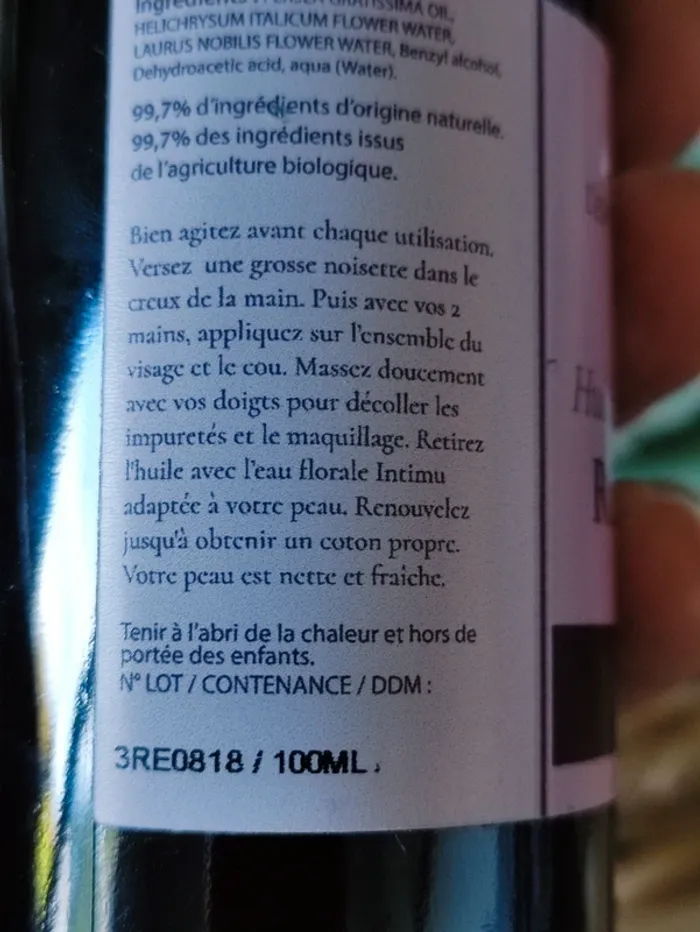 Ingrédients : PERSEA GRATISSIMA OIL,
HELICHRYSUM ITALICUM FLOWER WATER,
LAURUS NOBILIS FLOWER WATER, Benzyl alcohol,
Dehydroacetic acid, aqua (Water).
99,7% d'ingrédients d'origine naturelle.
99,7% des ingrédients issus
de l'agriculture biologique.
Bien agitez avant chaque utilisation.
Versez une grosse noisette dans le
creux de la main. Puis avec vos 2
mains, appliquez sur l'ensemble du
visage et le cou. Massez doucement
avec vos doigts pour décoller les
impuretés et le maquillage. Retirez
l'huile avec l'eau florale Intimu
adaptée à votre peau. Renouvelez
jusqu'à obtenir un coton propre.
Votre peau est nette et fraîche.
Tenir à l'abri de la chaleur et hors de
portée des enfants.
N° LOT / CONTENANCE / DDM :
3RE0818 / 100ML